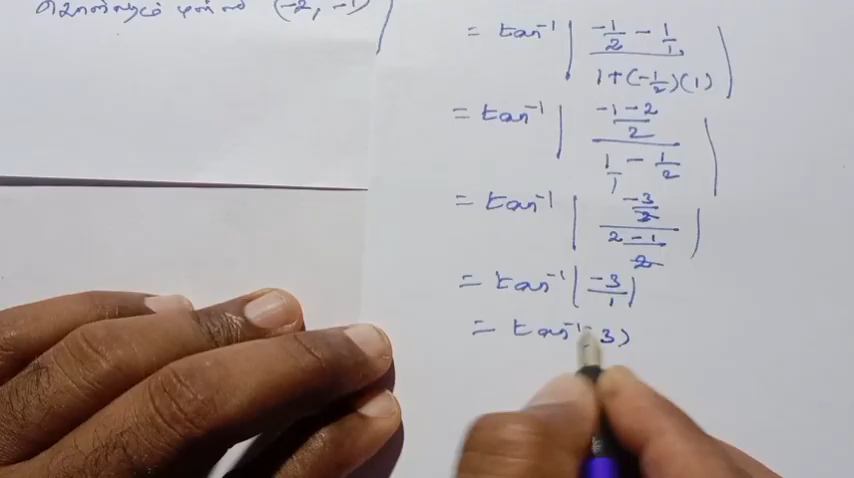 புள்ளி (-2, -1)
= tan⁻¹ | (-1/2 - 1/1) / (1+(-1/2)(1)) |
= tan⁻¹ | ((-1-2)/2) / (1/1 - 1/2) |
= tan⁻¹ | (-3/2) / ((2-1)/2) |
= tan⁻¹ | -3/1 |
= tan⁻¹(-3)